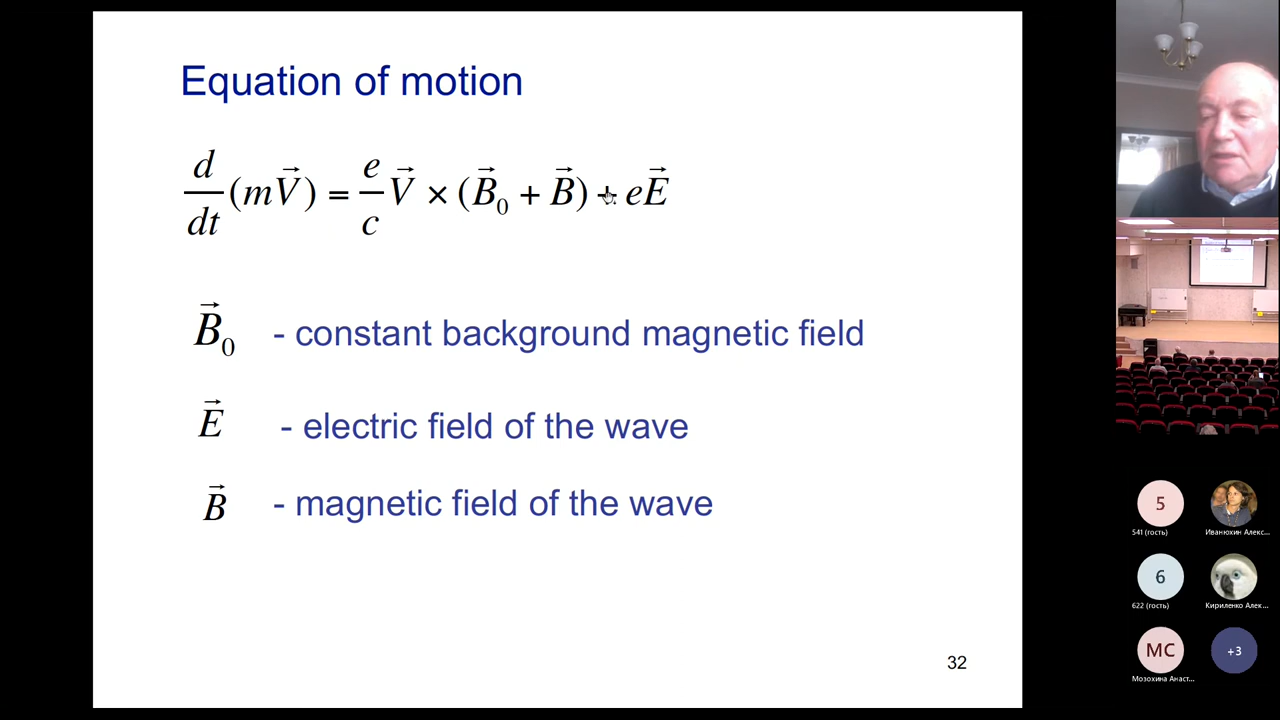 Equation of motion
d/dt (mV⃗) = e/c V⃗ × (B⃗₀ + B⃗) + eE⃗
B⃗₀ - constant background magnetic field
E⃗ - electric field of the wave
B⃗ - magnetic field of the wave
32
5
541 (гость)
Иванюхин Алекс...
6
622 (гость)
Кириленко Алек...
МС
Мозохина Анаст...
+3